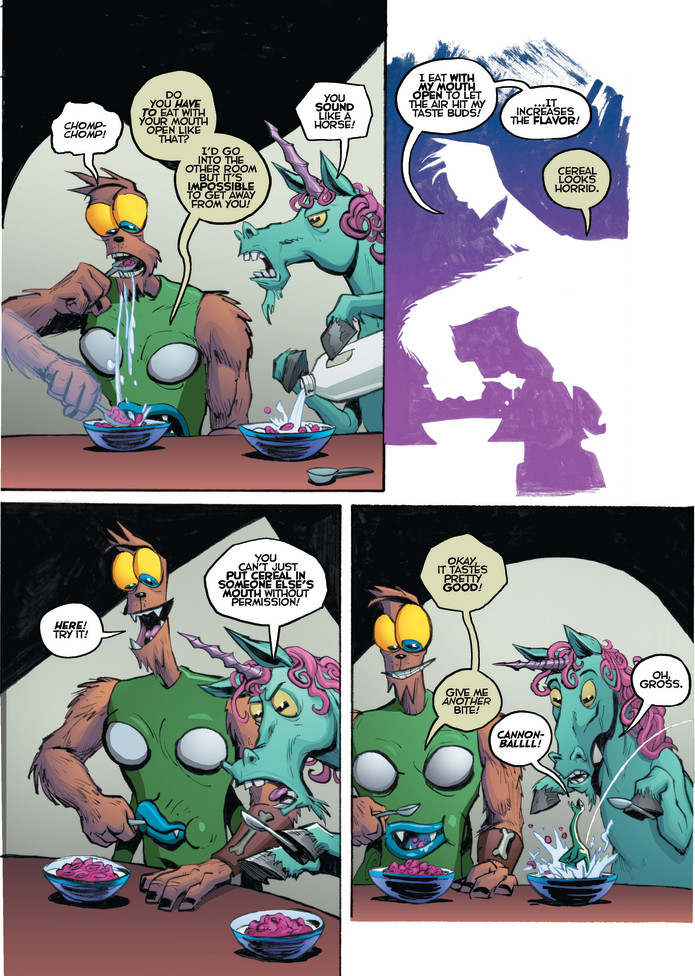 CHOMP-
CHOMP!
DO
YOU HAVE
TO EAT WITH
YOUR MOUTH
OPEN LIKE
THAT?
I'D GO
INTO THE
OTHER ROOM
BUT IT'S
IMPOSSIBLE
TO GET AWAY
FROM YOU!
YOU
SOUND
LIKE A
HORSE!
I EAT WITH
MY MOUTH
OPEN TO LET
THE AIR HIT MY
TASTE BUDS!
...IT
INCREASES
THE FLAVOR!
CEREAL
LOOKS
HORRID.
HERE!
TRY IT!
YOU
CAN'T JUST
PUT CEREAL IN
SOMEONE ELSE'S
MOUTH WITHOUT
PERMISSION!
OKAY,
IT TASTES
PRETTY
GOOD!
GIVE ME
ANOTHER
BITE!
CANNON-
BALLLL!
OH,
GROSS.